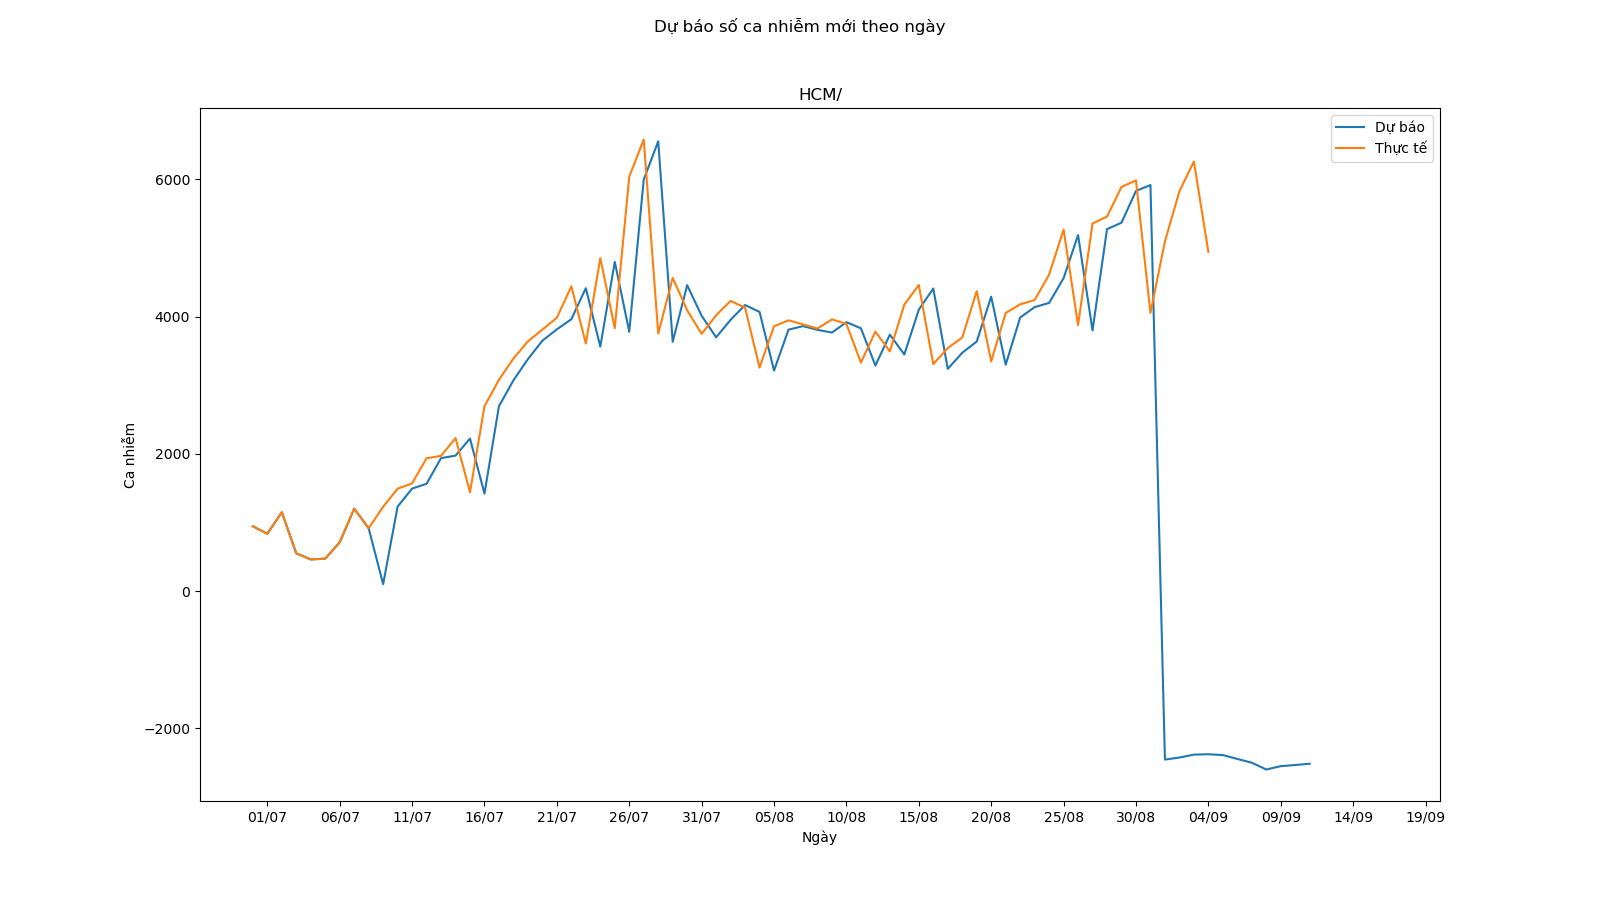 Dự báo số ca nhiễm mới theo ngày
HCM/
Dự báo
Thực tế
6000
4000
2000
0
−2000
Ca nhiễm
01/07 06/07 11/07 16/07 21/07 26/07 31/07 05/08 10/08 15/08 20/08 25/08 30/08 04/09 09/09 14/09 19/09
Ngày